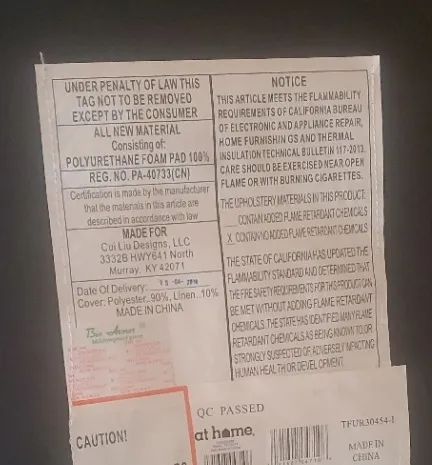 UNDER PENALTY OF LAW THIS
TAG NOT TO BE REMOVED
EXCEPT BY THE CONSUMER
ALL NEW MATERIAL
Consisting of:
POLYURETHANE FOAM PAD 100%
REG. NO. PA-40733(CN)
Certification is made by the manufacturer
that the materials in this article are
described in accordance with law
MADE FOR
Cui Liu Designs, LLC
3332B HWY641 North
Murray, KY 42071
Date Of Delivery:
Cover: Polyester..90%, Linen..10%
MADE IN CHINA
NOTICE
THIS ARTICLE MEETS THE FLAMMABILITY
REQUIREMENTS OF CALIFORNIA BUREAU
OF ELECTRONIC AND APPLIANCE REPAIR,
HOME FURNISHIN GS AND THERMAL
INSULATION TECHNICAL BULLETIN 117-2013.
CARE SHOULD BE EXERCISED NEAR OPEN
FLAME OR WITH BURNING CIGARETTES.
THE UPHOLSTERY MATERIALS IN THIS PRODUCT:
CONTAIN ADDED FLAME RETARDANT CHEMICALS
X CONTAIN NO ADDED FLAME RETARDANT CHEMICALS
THE STATE OF CALIFORNIA HAS UPDATED THE
FLAMMABILITY STANDARD AND DETERMINED THAT
THE FIRE SAFETY REQUIREMENTS FOR THIS PRODUCT CAN
BE MET WITHOUT ADDING FLAME RETARDANT
CHEMICALS. THE STATE HAS IDENTIFIED MANY FLAME
RETARDANT CHEMICALS AS BEING KNOWN TO, OR
STRONGLY SUSPECTED OF, ADVERSELY IMPACTING
HUMAN HEALTH OR DEVELOPMENT.
QC PASSED
at home.
TFUR30454-1
MADE IN
CHINA
CAUTION!